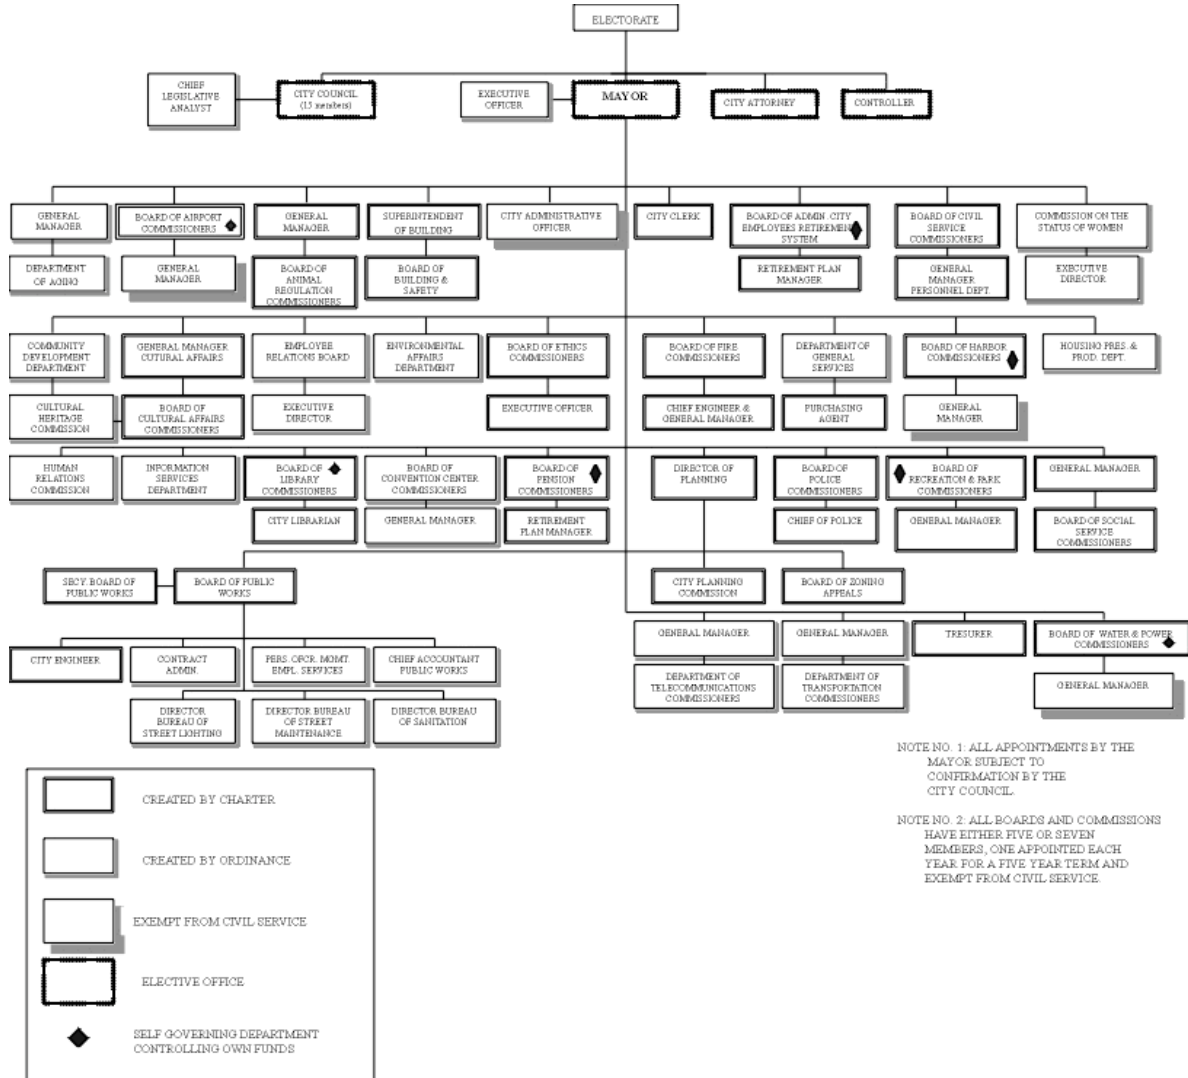 ELECTORATE
CHIEF
LEGISLATIVE
ANALYST
CITY COUNCIL
(15 members)
EXECUTIVE
OFFICER
MAYOR
CITY ATTORNEY
CONTROLLER
GENERAL
MANAGER
BOARD OF AIRPORT
COMMISSIONERS
GENERAL
MANAGER
SUPERINTENDENT
OF BUILDING
CITY ADMINISTRATIVE
OFFICER
CITY CLERK
BOARD OF ADMIN. CITY
EMPLOYEES RETIREMENT
SYSTEM
BOARD OF CIVIL
SERVICE
COMMISSIONERS
COMMISSION ON THE
STATUS OF WOMEN
DEPARTMENT
OF AGING
GENERAL
MANAGER
BOARD OF
ANIMAL
REGULATION
COMMISSIONERS
BOARD OF
BUILDING &
SAFETY
RETIREMENT PLAN
MANAGER
GENERAL
MANAGER
PERSONNEL DEPT.
EXECUTIVE
DIRECTOR
COMMUNITY
DEVELOPMENT
DEPARTMENT
GENERAL MANAGER
CUTURAL AFFAIRS
EMPLOYEE
RELATIONS BOARD
ENVIRONMENTAL
AFFAIRS
DEPARTMENT
BOARD OF ETHICS
COMMISSIONERS
BOARD OF FIRE
COMMISSIONERS
DEPARTMENT OF
GENERAL
SERVICES
BOARD OF HARBOR
COMMISSIONERS
HOUSING PRES. &
PROD. DEPT.
CULTURAL
HERITAGE
COMMISSION
BOARD OF
CULTURAL AFFAIRS
COMMISSIONERS
EXECUTIVE
DIRECTOR
EXECUTIVE OFFICER
CHIEF ENGINEER &
GENERAL MANAGER
PURCHASING
AGENT
GENERAL
MANAGER
HUMAN
RELATIONS
COMMISSION
INFORMATION
SERVICES
DEPARTMENT
BOARD OF
LIBRARY
COMMISSIONERS
BOARD OF
CONVENTION CENTER
COMMISSIONERS
BOARD OF
PENSION
COMMISSIONERS
DIRECTOR OF
PLANNING
BOARD OF
POLICE
COMMISSIONERS
BOARD OF
RECREATION & PARK
COMMISSIONERS
GENERAL MANAGER
CITY LIBRARIAN
GENERAL MANAGER
RETIREMENT
PLAN MANAGER
CHIEF OF POLICE
GENERAL MANAGER
BOARD OF SOCIAL
SERVICE
COMMISSIONERS
SECY. BOARD OF
PUBLIC WORKS
BOARD OF PUBLIC
WORKS
CITY PLANNING
COMMISSION
BOARD OF ZONING
APPEALS
GENERAL MANAGER
GENERAL MANAGER
TRESURER
BOARD OF WATER & POWER
COMMISSIONERS
CITY ENGINEER
CONTRACT
ADMIN.
PERS. OFCR. MGMT.
EMPL. SERVICES
CHIEF ACCOUNTANT
PUBLIC WORKS
DEPARTMENT OF
TELECOMMUNICATIONS
COMMISSIONERS
DEPARTMENT OF
TRANSPORTATION
COMMISSIONERS
GENERAL MANAGER
DIRECTOR
BUREAU OF
STREET LIGHTING
DIRECTOR BUREAU
OF STREET
MAINTENANCE
DIRECTOR BUREAU
OF SANITATION
NOTE NO. 1: ALL APPOINTMENTS BY THE
MAYOR SUBJECT TO
CONFIRMATION BY THE
CITY COUNCIL.
NOTE NO. 2: ALL BOARDS AND COMMISSIONS
HAVE EITHER FIVE OR SEVEN
MEMBERS, ONE APPOINTED EACH
YEAR FOR A FIVE YEAR TERM AND
EXEMPT FROM CIVIL SERVICE.
CREATED BY CHARTER
CREATED BY ORDINANCE
EXEMPT FROM CIVIL SERVICE
ELECTIVE OFFICE
SELF GOVERNING DEPARTMENT
CONTROLLING OWN FUNDS